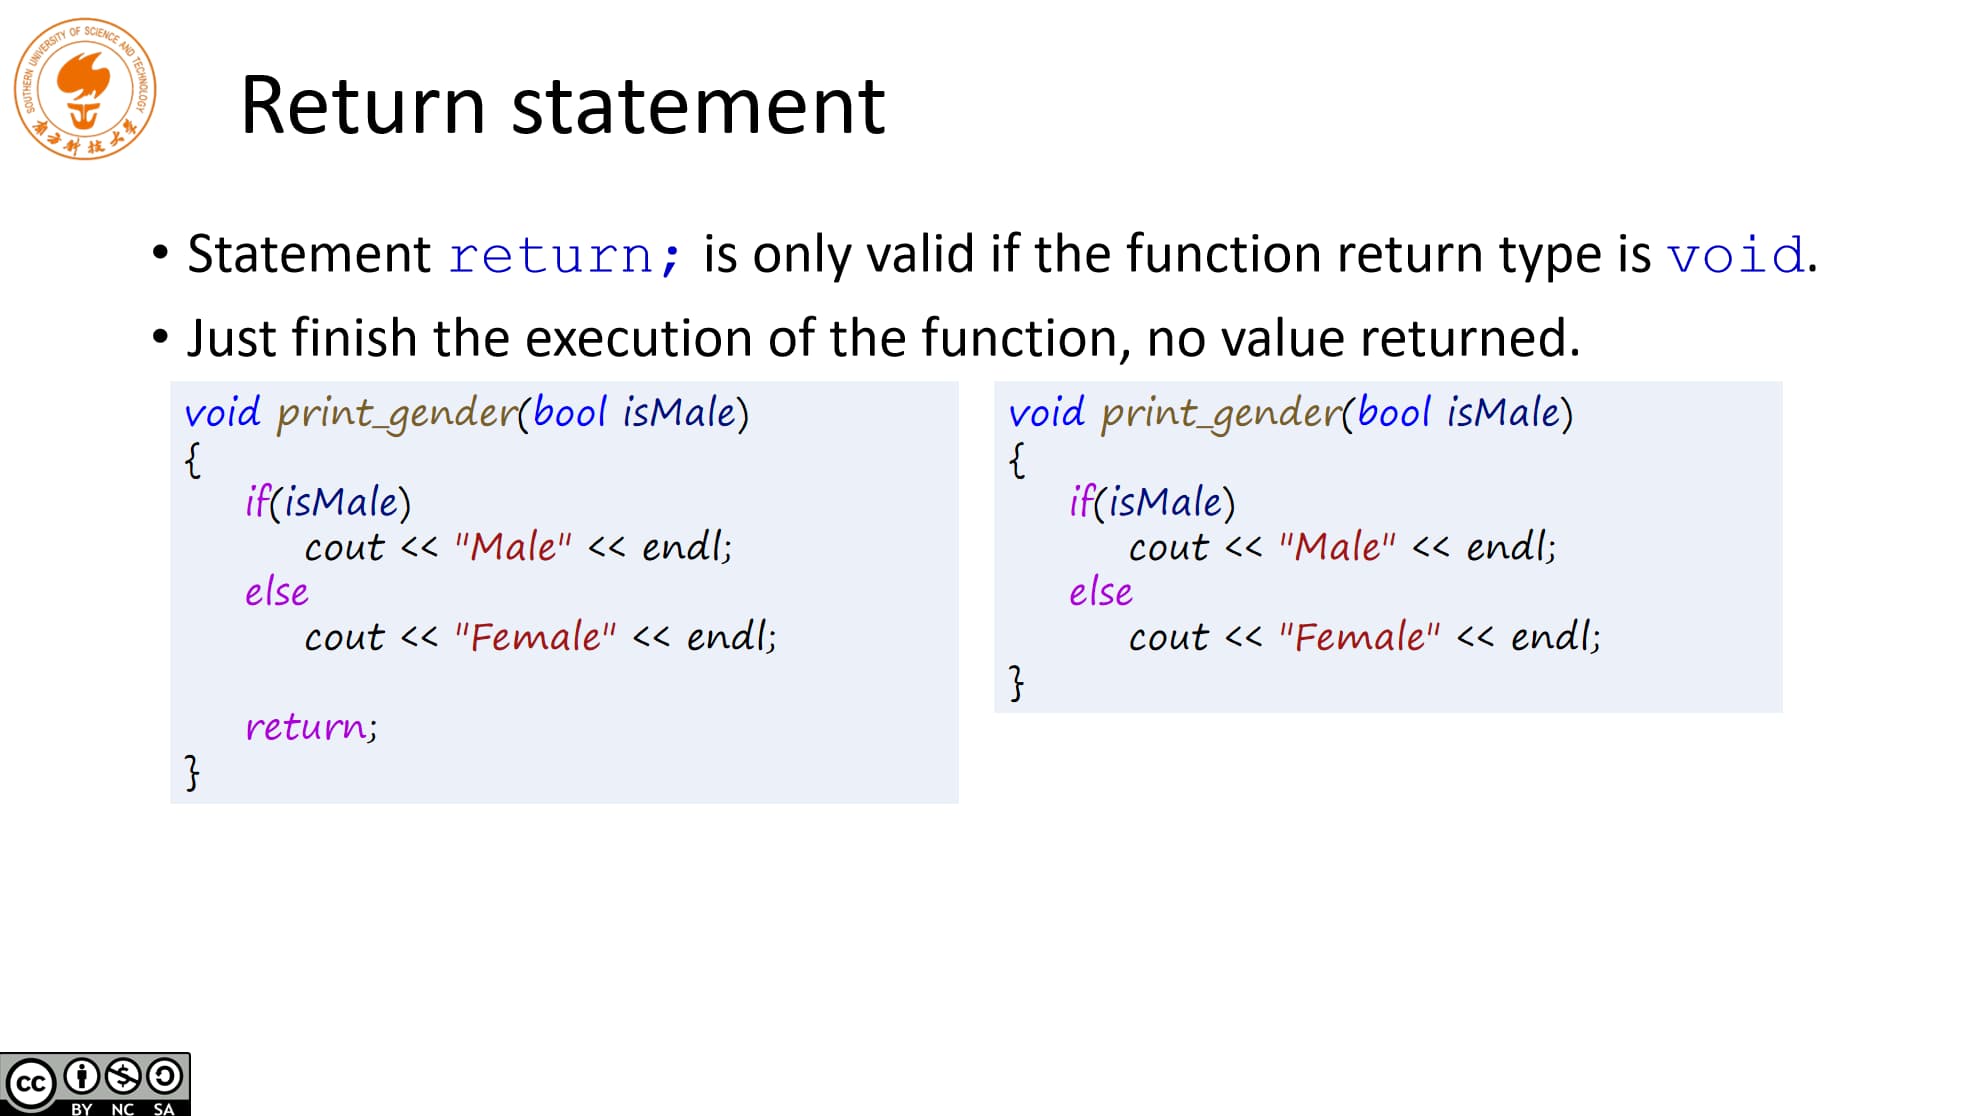 SOUTHERN UNIVERSITY OF SCIENCE AND TECHNOLOGY
南方科技大学
Return statement
• Statement return; is only valid if the function return type is void.
• Just finish the execution of the function, no value returned.
void print_gender(bool isMale)
{
    if(isMale)
        cout << "Male" << endl;
    else
        cout << "Female" << endl;

    return;
}
void print_gender(bool isMale)
{
    if(isMale)
        cout << "Male" << endl;
    else
        cout << "Female" << endl;
}
cc
BY NC SA